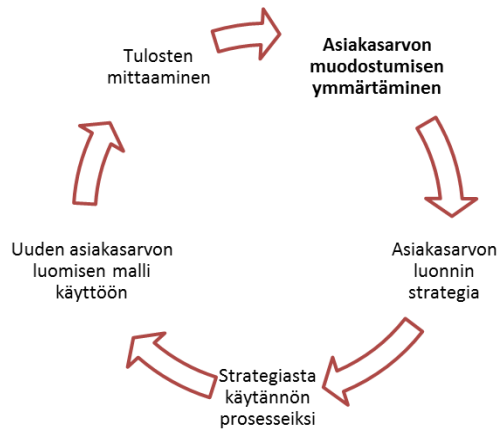 Asiakasarvon
muodostumisen
ymmärtäminen
Asiakasarvon
luonnin
strategia
Strategiasta
käytännön
prosesseiksi
Uuden asiakasarvon
luomisen malli
käyttöön
Tulosten
mittaaminen